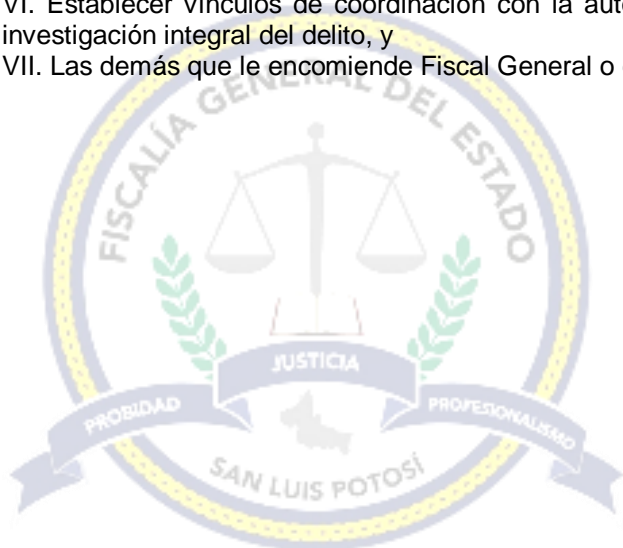 VI. Establecer vínculos de coordinación con la
investigación integral del delito, y
VII. Las demás que le encomiende Fiscal General o
FISCALÍA GENERAL DEL ESTADO
JUSTICIA
PROBIDAD
PROFESIONALISMO
SAN LUIS POTOSÍ